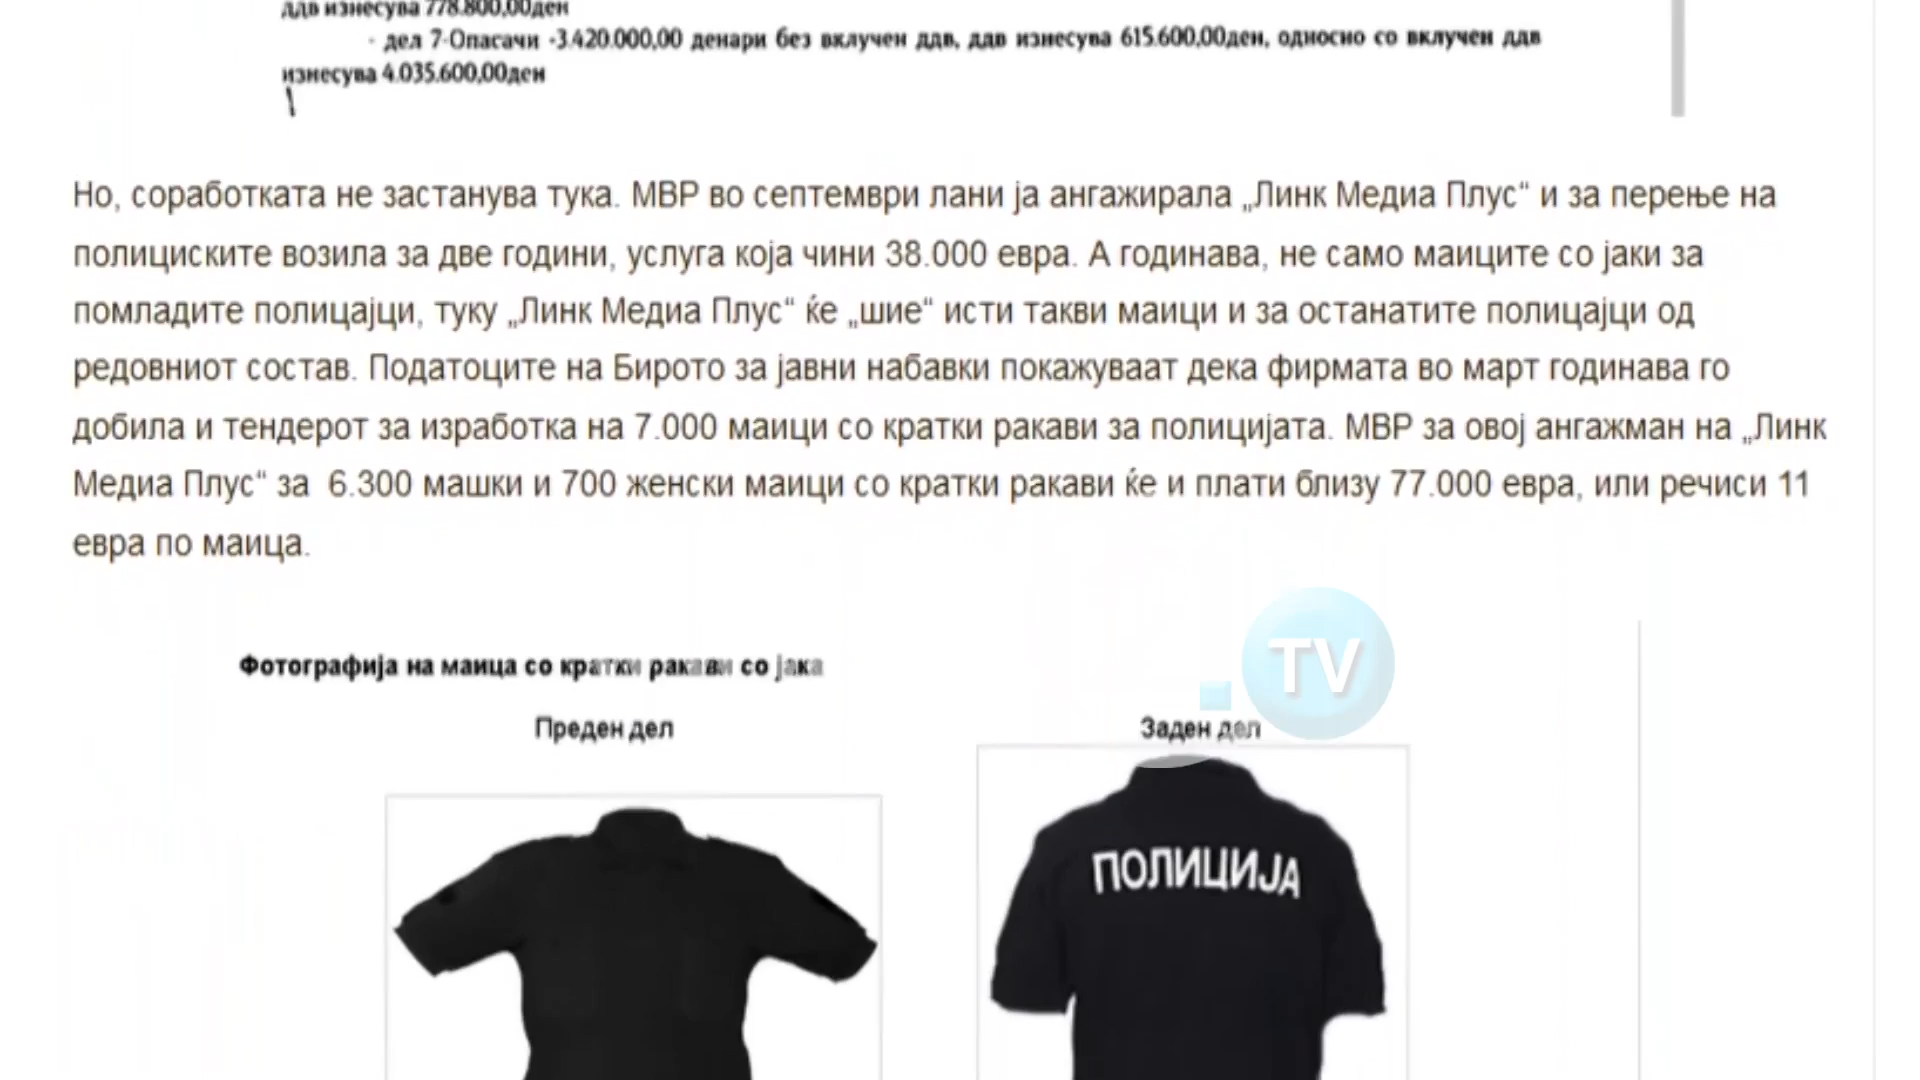 ддв изнесува 778.800,00ден
- дел 7-Опасачи -3.420.000,00 денари без вклучен ддв, ддв изнесува 615.600,00ден, односно со вклучен ддв
изнесува 4.035.600,00ден
Но, соработката не застанува тука. МВР во септември лани ја ангажирала „Линк Медиа Плус“ и за перење на
полициските возила за две години, услуга која чини 38.000 евра. А годинава, не само маиците со јаки за
помладите полицајци, туку „Линк Медиа Плус“ ќе „шие“ исти такви маици и за останатите полицајци од
редовниот состав. Податоците на Бирото за јавни набавки покажуваат дека фирмата во март годинава го
добила и тендерот за изработка на 7.000 маици со кратки ракави за полицијата. МВР за овој ангажман на „Линк
Медиа Плус“ за 6.300 машки и 700 женски маици со кратки ракави ќе и плати близу 77.000 евра, или речиси 11
евра по маица.
TV
Фотографија на маица со кратки ракави со јака
Преден дел
Заден дел
ПОЛИЦИЈА